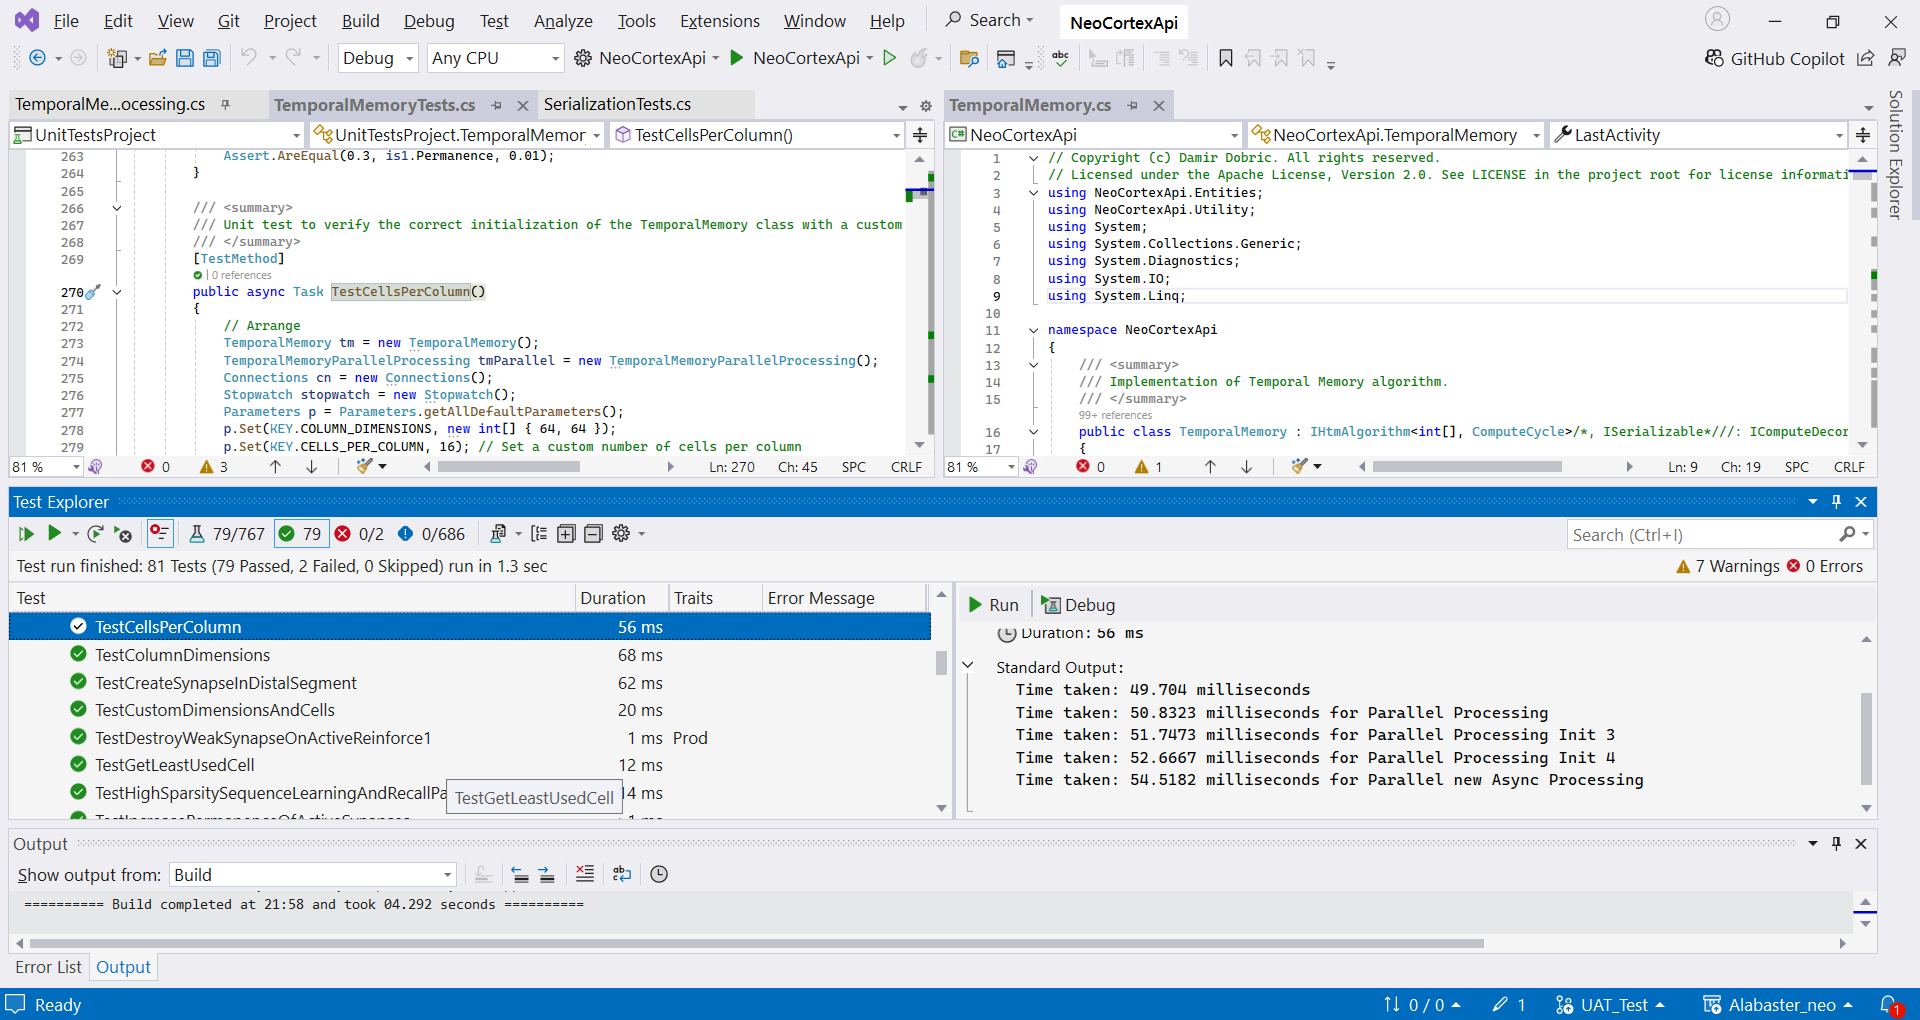 File Edit View Git Project Build Debug Test Analyze Tools Extensions Window Help Search NeoCortexApi
Debug Any CPU NeoCortexApi NeoCortexApi GitHub Copilot
TemporalMe...ocessing.cs TemporalMemoryTests.cs SerializationTests.cs
UnitTestsProject UnitTestsProject.TemporalMemor TestCellsPerColumn()
263 Assert.AreEqual(0.3, is1.Permanence, 0.01);
264 }
265
266 /// <summary>
267 /// Unit test to verify the correct initialization of the TemporalMemory class with a custom
268 /// </summary>
269 [TestMethod]
| 0 references
270 public async Task TestCellsPerColumn()
271 {
272 // Arrange
273 TemporalMemory tm = new TemporalMemory();
274 TemporalMemoryParallelProcessing tmParallel = new TemporalMemoryParallelProcessing();
275 Connections cn = new Connections();
276 Stopwatch stopwatch = new Stopwatch();
277 Parameters p = Parameters.getAllDefaultParameters();
278 p.Set(KEY.COLUMN_DIMENSIONS, new int[] { 64, 64 });
279 p.Set(KEY.CELLS_PER_COLUMN, 16); // Set a custom number of cells per column
81 % 0 3 Ln: 270 Ch: 45 SPC CRLF
TemporalMemory.cs
NeoCortexApi NeoCortexApi.TemporalMemory LastActivity
1 // Copyright (c) Damir Dobric. All rights reserved.
2 // Licensed under the Apache License, Version 2.0. See LICENSE in the project root for license informati
3 using NeoCortexApi.Entities;
4 using NeoCortexApi.Utility;
5 using System;
6 using System.Collections.Generic;
7 using System.Diagnostics;
8 using System.IO;
9 using System.Linq;
10
11 namespace NeoCortexApi
12 {
13 /// <summary>
14 /// Implementation of Temporal Memory algorithm.
15 /// </summary>
99+ references
16 public class TemporalMemory : IHtmAlgorithm<int[], ComputeCycle>/*, ISerializable*///: IComputeDecor
17 {
81 % 0 1 Ln: 9 Ch: 19 SPC CRLF
Solution Explorer
Test Explorer
79/767 79 0/2 0/686 Search (Ctrl+I)
Test run finished: 81 Tests (79 Passed, 2 Failed, 0 Skipped) run in 1.3 sec 7 Warnings 0 Errors
Test Duration Traits Error Message
TestCellsPerColumn 56 ms
TestColumnDimensions 68 ms
TestCreateSynapseInDistalSegment 62 ms
TestCustomDimensionsAndCells 20 ms
TestDestroyWeakSynapseOnActiveReinforce1 1 ms Prod
TestGetLeastUsedCell 12 ms
TestHighSparsitySequenceLearningAndRecallPa 14 ms
TestGetLeastUsedCell
Run Debug
Duration: 56 ms
Standard Output:
Time taken: 49.704 milliseconds
Time taken: 50.8323 milliseconds for Parallel Processing
Time taken: 51.7473 milliseconds for Parallel Processing Init 3
Time taken: 52.6667 milliseconds for Parallel Processing Init 4
Time taken: 54.5182 milliseconds for Parallel new Async Processing
Output
Show output from: Build
========== Build completed at 21:58 and took 04.292 seconds ==========
Error List Output
Ready 0 / 0 1 UAT_Test Alabaster_neo 1